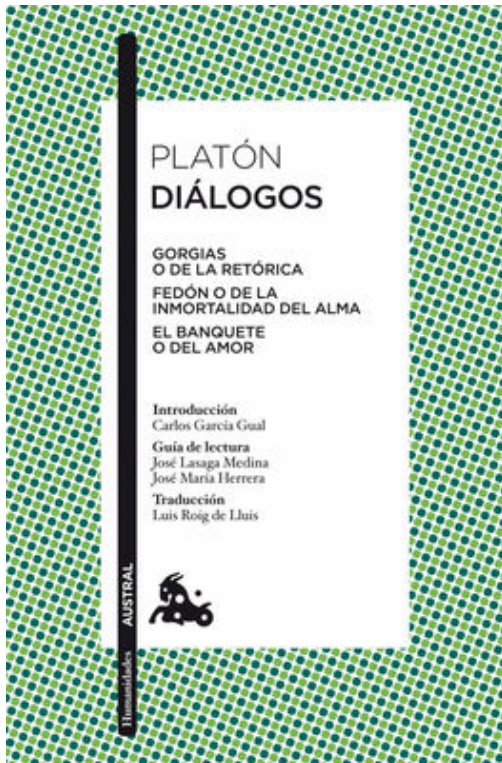 PLATÓN
DIÁLOGOS
GORGIAS
O DE LA RETÓRICA
FEDÓN O DE LA
INMORTALIDAD DEL ALMA
EL BANQUETE
O DEL AMOR
Introducción
Carlos García Gual
Guía de lectura
José Lasaga Medina
José María Herrera
Traducción
Luis Roig de Lluis
Humanidades AUSTRAL